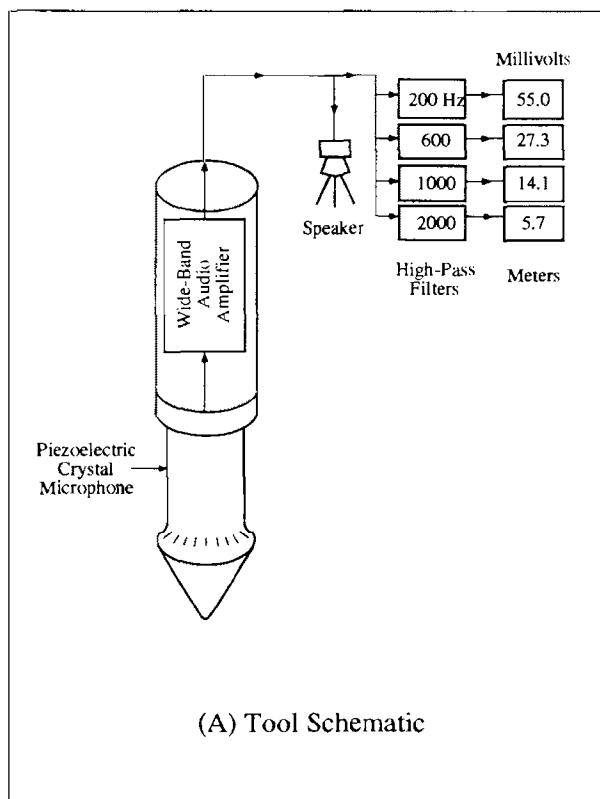 Millivolts
200 Hz 55.0
600 27.3
1000 14.1
2000 5.7
Speaker
High-Pass
Filters
Meters
Wide-Band
Audio
Amplifier
Piezoelectric
Crystal
Microphone
(A) Tool Schematic